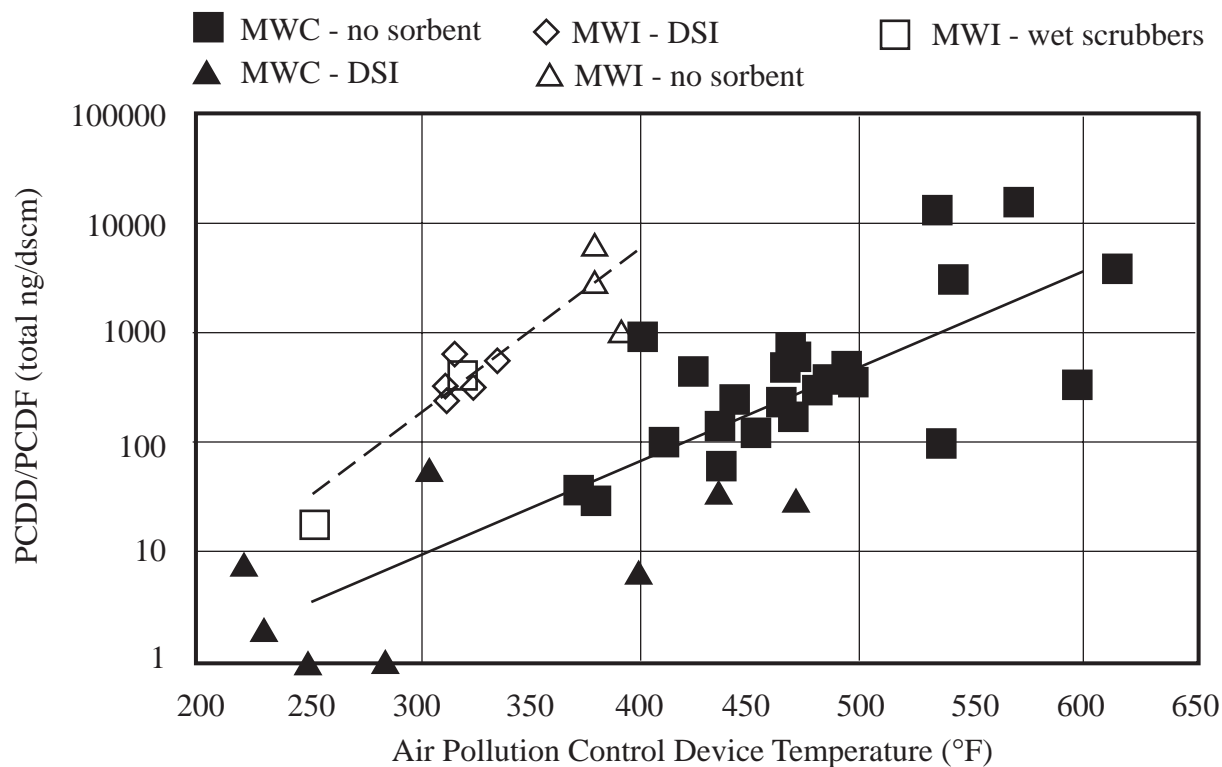 MWC - no sorbent MWI - DSI MWI - wet scrubbers
MWC - DSI MWI - no sorbent
100000
10000
1000
100
10
1
PCDD/PCDF (total ng/dscm)
200 250 300 350 400 450 500 550 600 650
Air Pollution Control Device Temperature (°F)